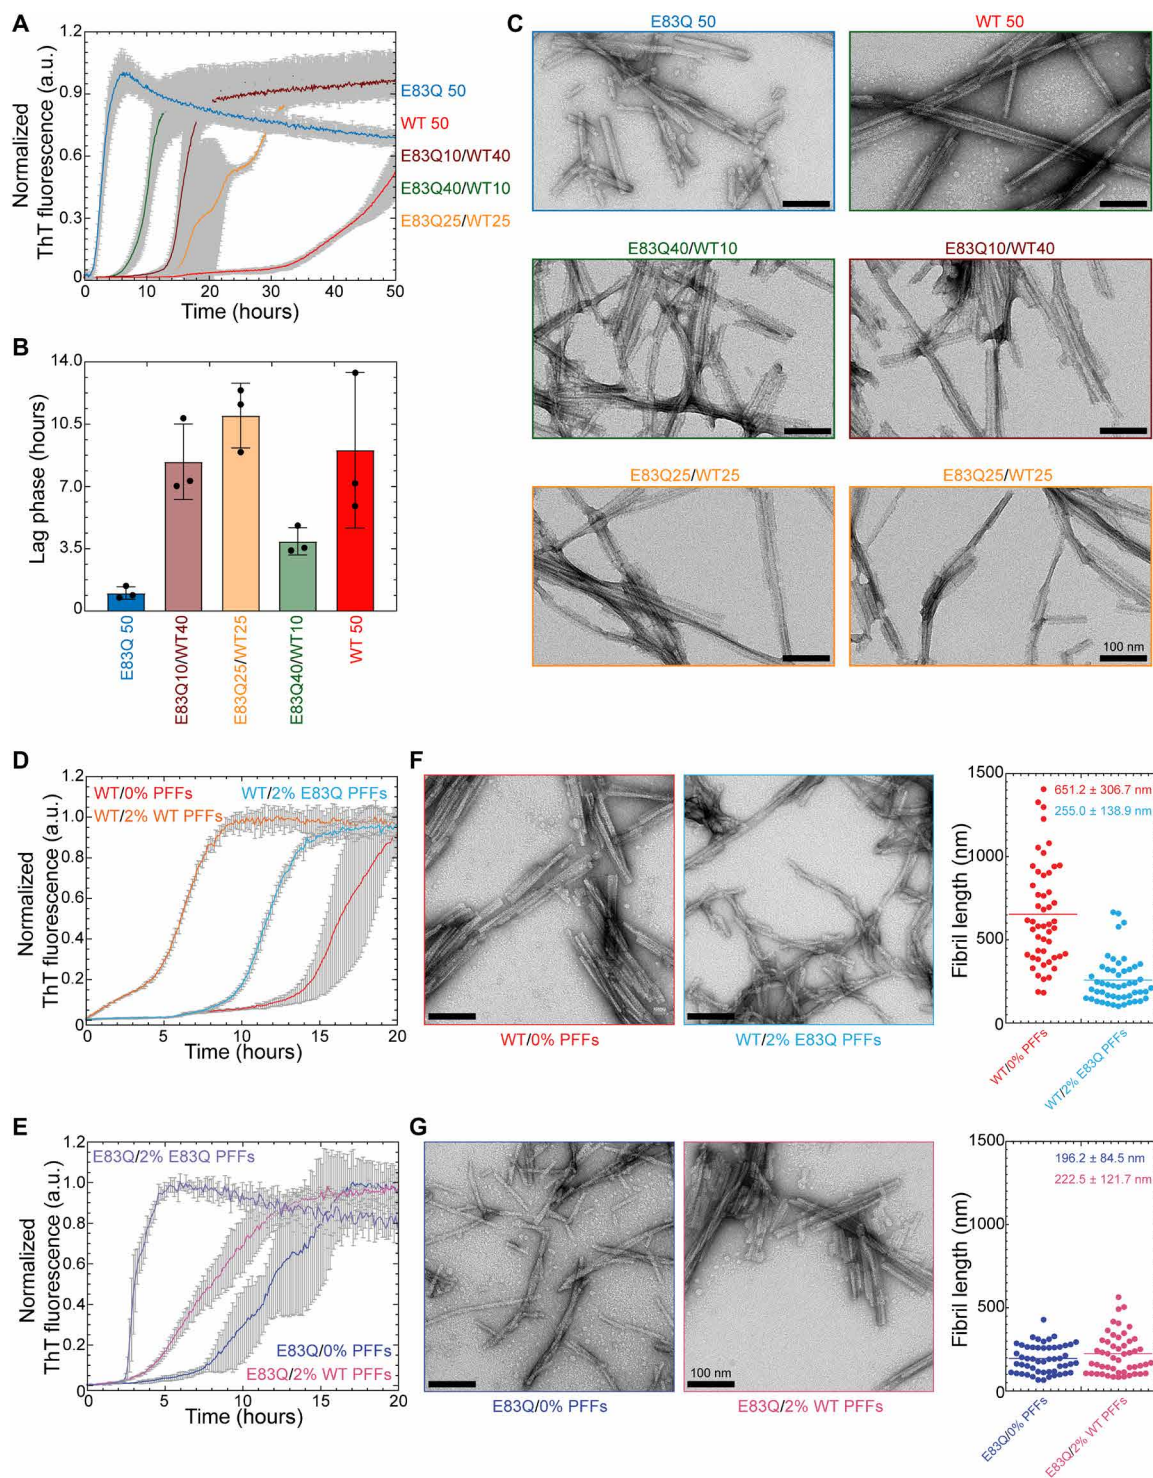 A
1.2
0.9
0.6
0.3
0
Normalized
ThT fluorescence (a.u.)
0
10
20
30
40
50
Time (hours)
E83Q 50
WT 50
E83Q10/WT40
E83Q40/WT10
E83Q25/WT25
B
14.0
10.5
7.0
3.5
0
Lag phase (hours)
E83Q 50
E83Q10/WT40
E83Q25/WT25
E83Q40/WT10
WT 50
C
E83Q 50
WT 50
E83Q40/WT10
E83Q10/WT40
E83Q25/WT25
E83Q25/WT25
100 nm
D
1.2
1.0
0.8
0.6
0.4
0.2
0
Normalized
ThT fluorescence (a.u.)
WT/0% PFFs
WT/2% WT PFFs
WT/2% E83Q PFFs
0
5
10
15
20
Time (hours)
F
WT/0% PFFs
WT/2% E83Q PFFs
1500
1000
500
0
Fibril length (nm)
651.2 ± 306.7 nm
255.0 ± 138.9 nm
WT/0% PFFs
WT/2% E83Q PFFs
E
1.2
1.0
0.8
0.6
0.4
0.2
0
Normalized
ThT fluorescence (a.u.)
E83Q/2% E83Q PFFs
E83Q/0% PFFs
E83Q/2% WT PFFs
0
5
10
15
20
Time (hours)
G
100 nm
E83Q/0% PFFs
E83Q/2% WT PFFs
1500
1000
500
0
Fibril length (nm)
196.2 ± 84.5 nm
222.5 ± 121.7 nm
E83Q/0% PFFs
E83Q/2% WT PFFs